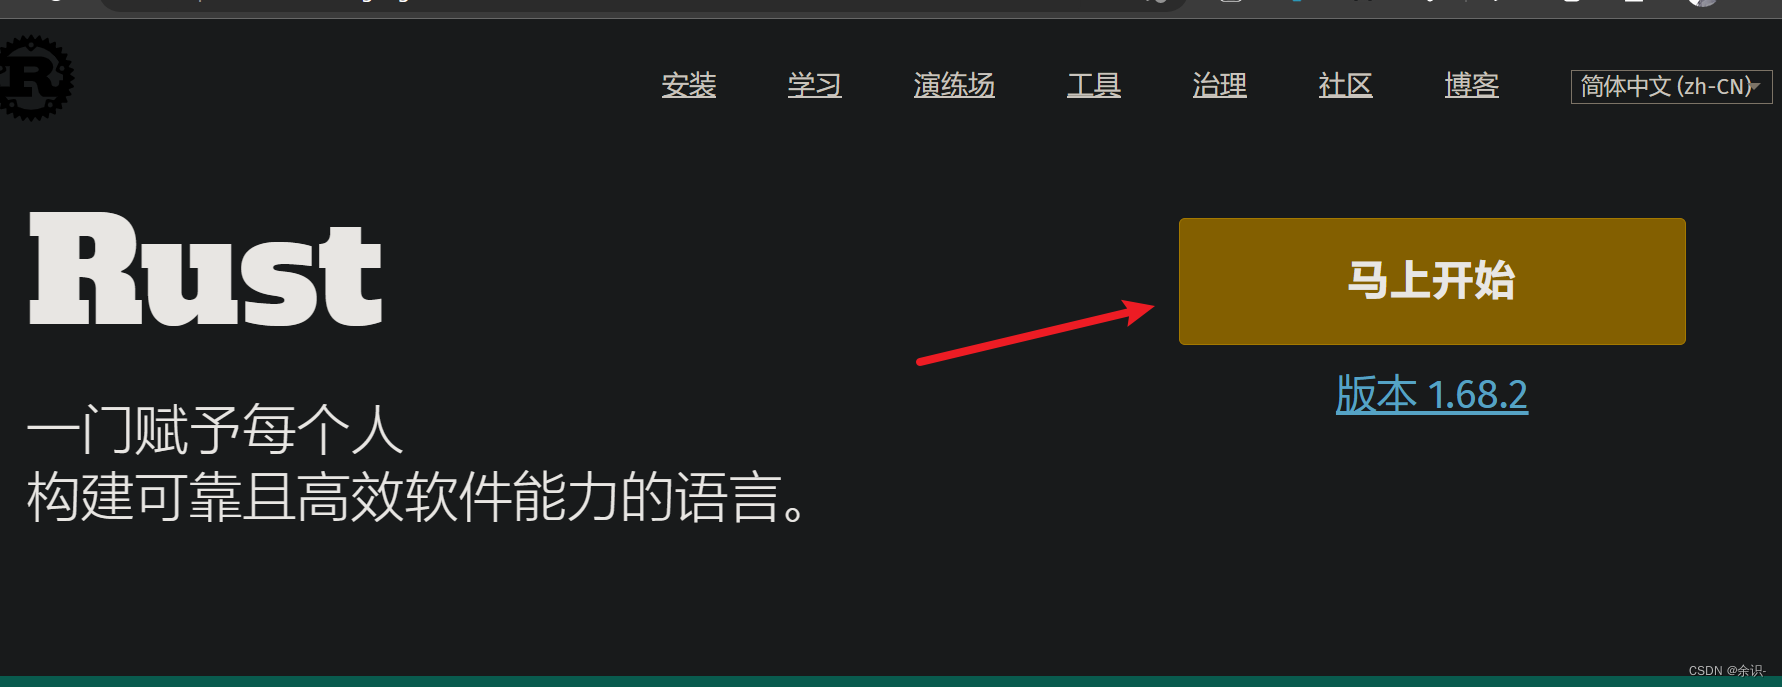 安装 学习 演练场 工具 治理 社区 博客 简体中文 (zh-CN)
R
Rust
马上开始
版本 1.68.2
一门赋予每个人
构建可靠且高效软件能力的语言。
CSDN @余识-